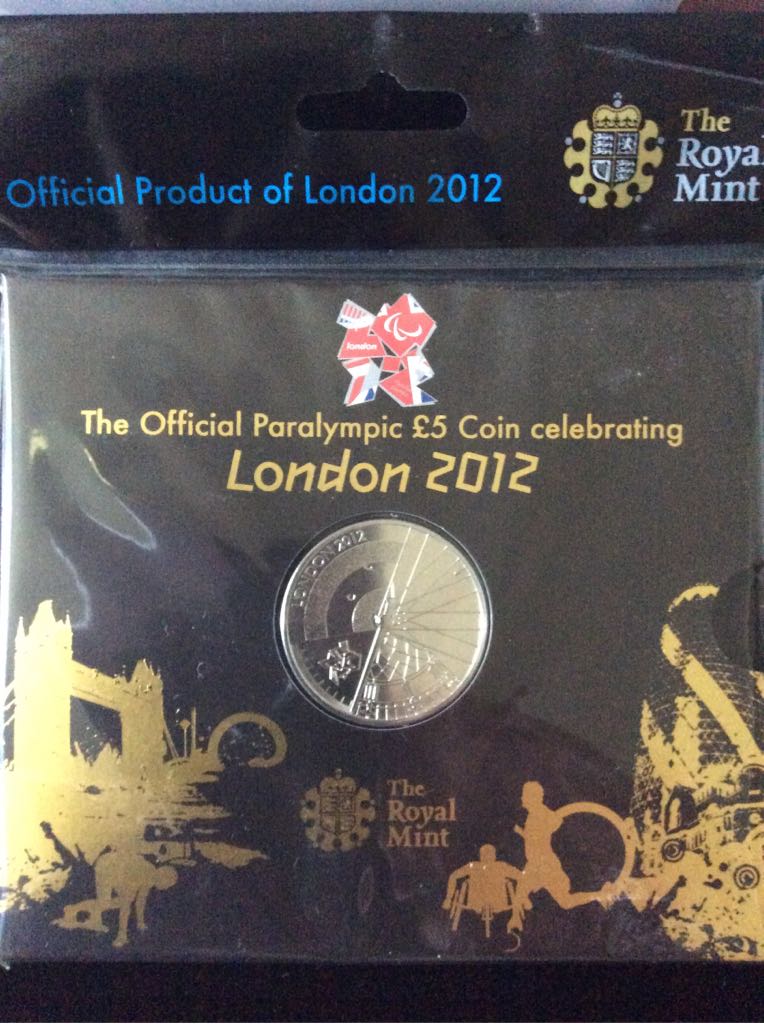 Official Product of London 2012
The
Royal
Mint
london
The Official Paralympic £5 Coin celebrating
London 2012
LONDON 2012
The
Royal
Mint